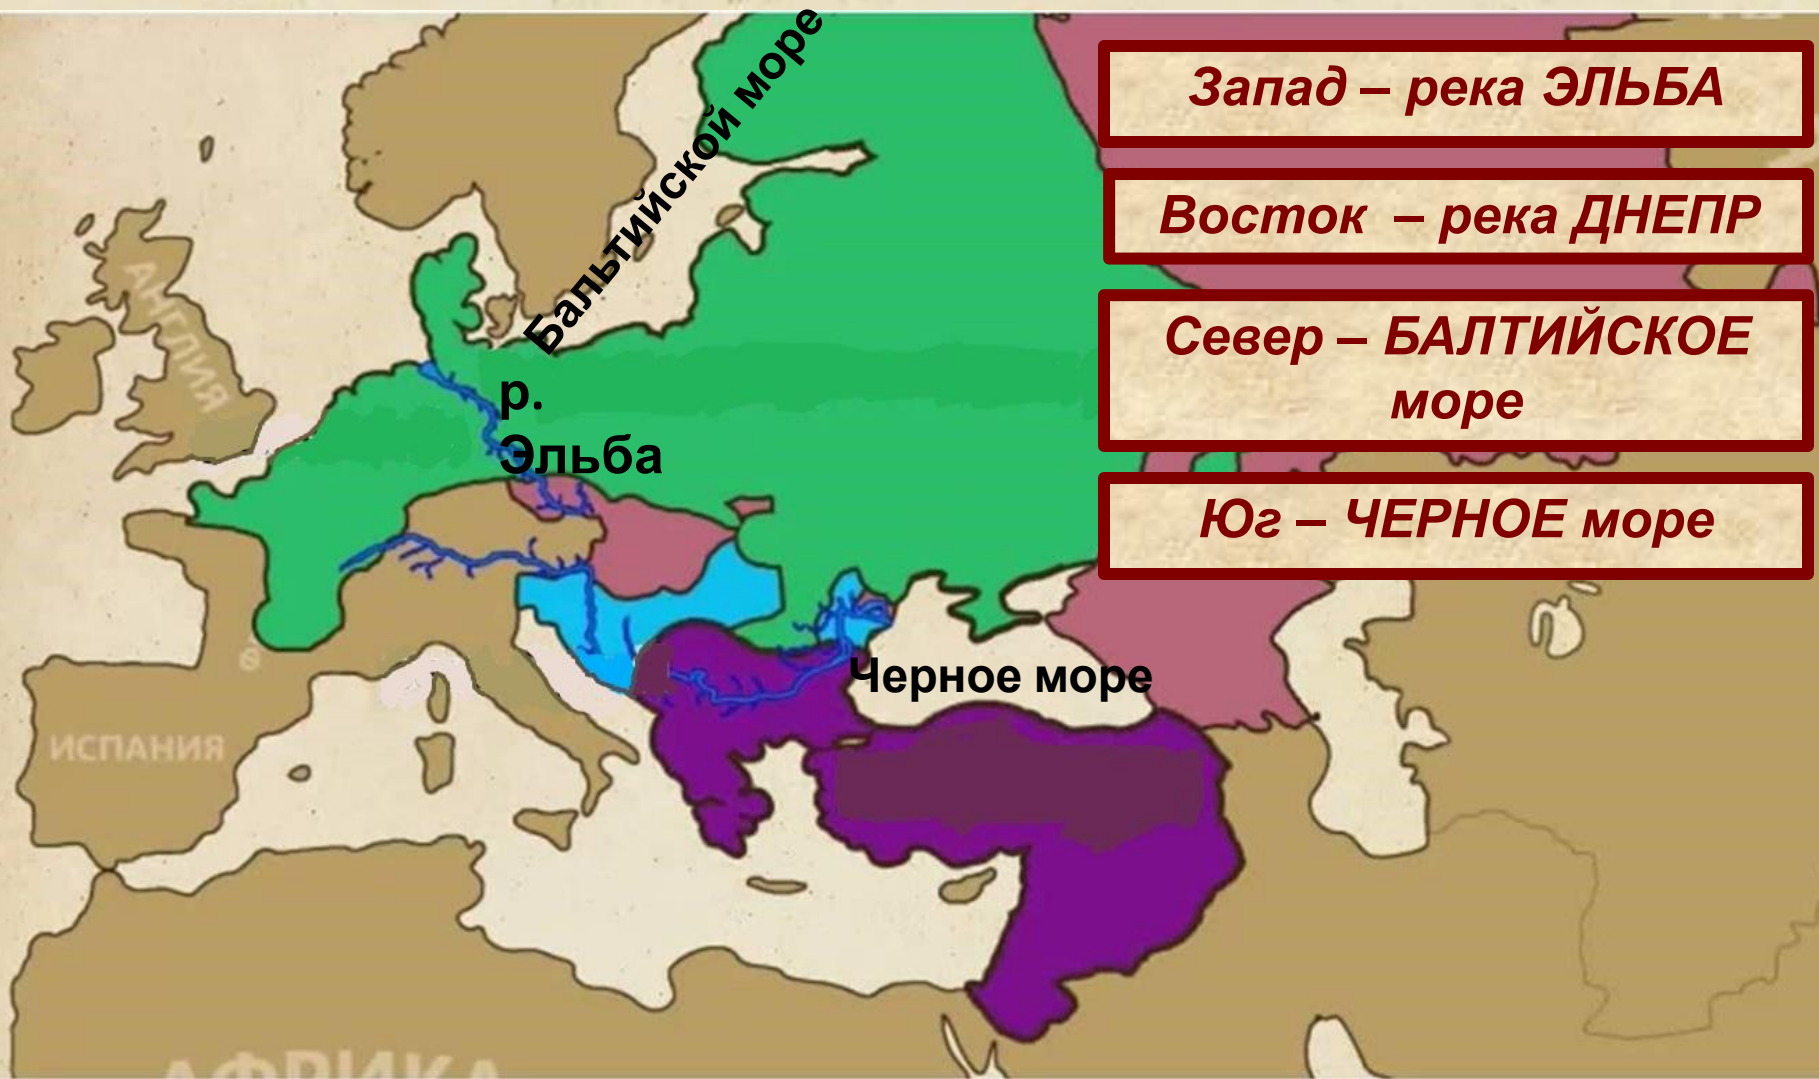 Бальтийской море
Запад – река ЭЛЬБА
Восток – река ДНЕПР
Север – БАЛТИЙСКОЕ
море
Юг – ЧЕРНОЕ море
АНГЛИЯ
р.
Эльба
Черное море
ИСПАНИЯ
АФРИКА